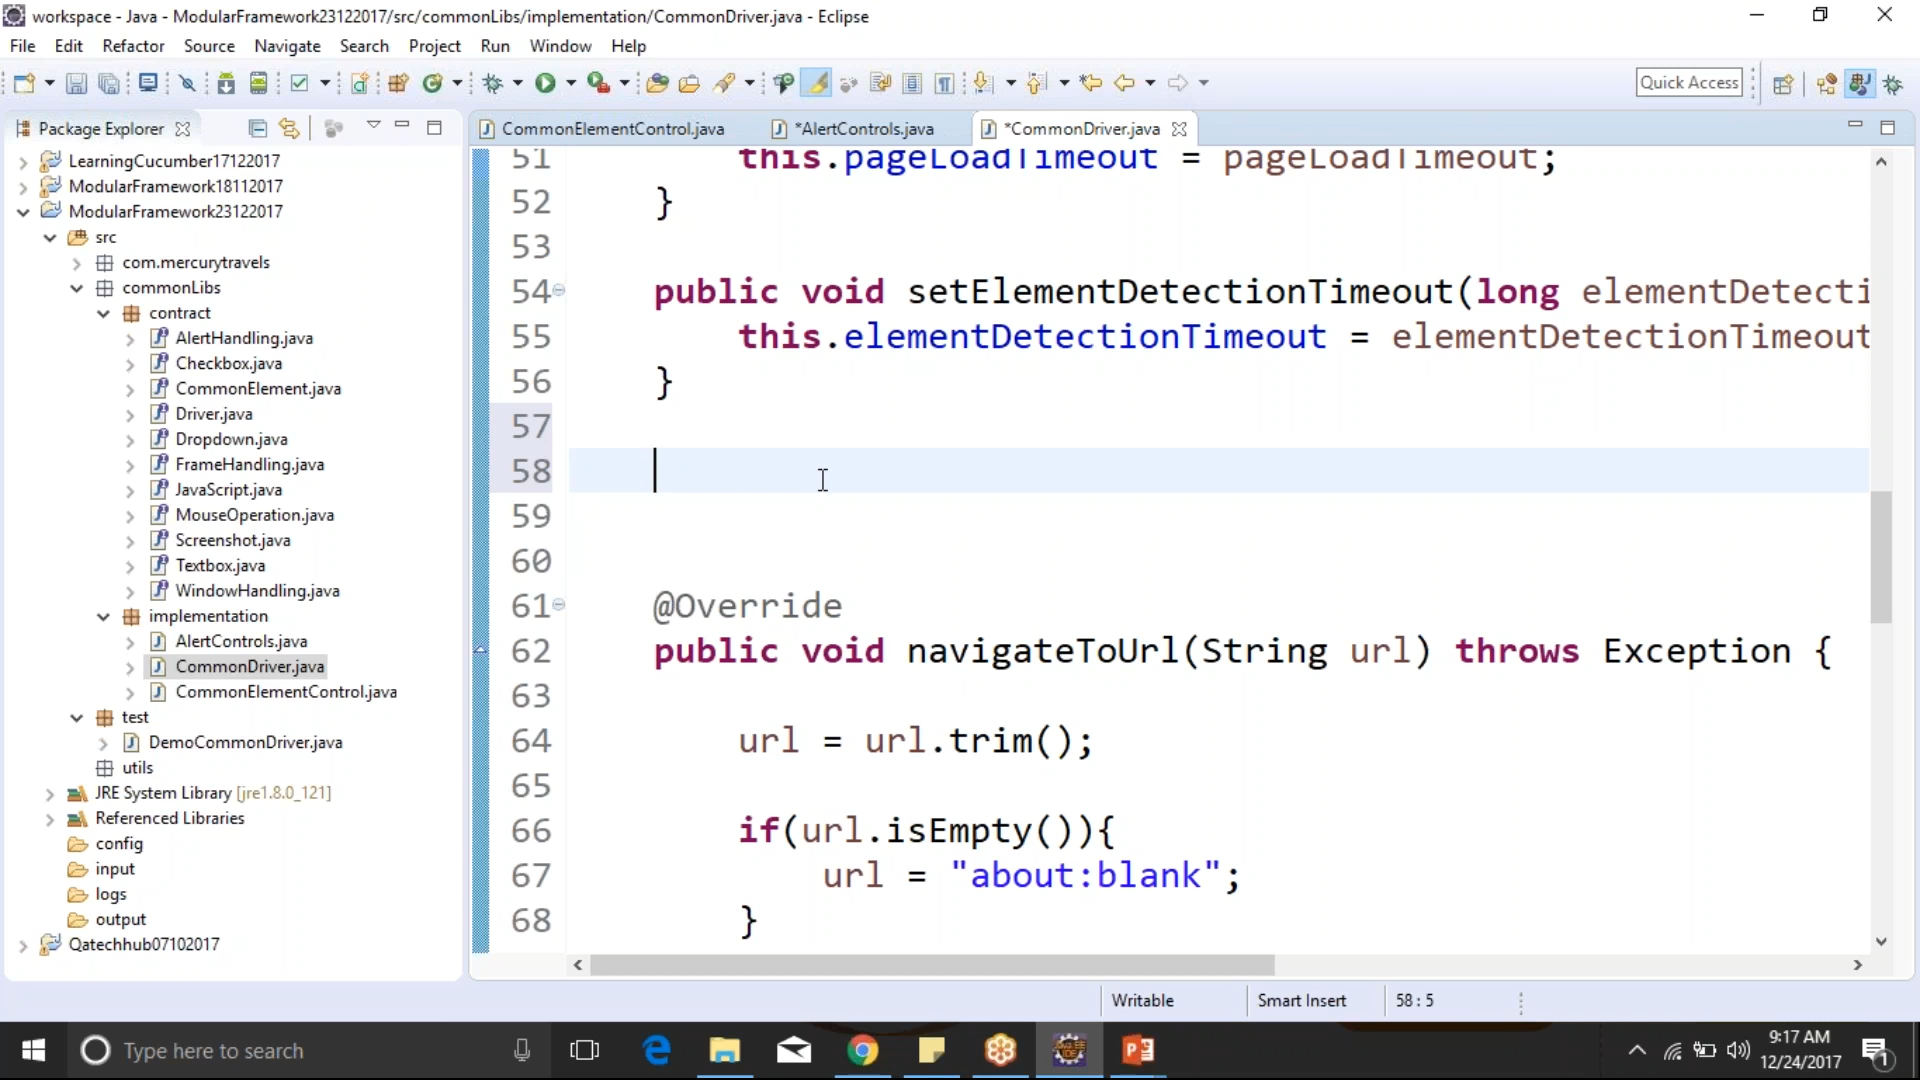 workspace - Java - ModularFramework23122017/src/commonLibs/implementation/CommonDriver.java - Eclipse
File Edit Refactor Source Navigate Search Project Run Window Help
Quick Access
Package Explorer
CommonElementControl.java
*AlertControls.java
*CommonDriver.java
LearningCucumber17122017
ModularFramework18112017
ModularFramework23122017
src
com.mercurytravels
commonLibs
contract
AlertHandling.java
Checkbox.java
CommonElement.java
Driver.java
Dropdown.java
FrameHandling.java
JavaScript.java
MouseOperation.java
Screenshot.java
Textbox.java
WindowHandling.java
implementation
AlertControls.java
CommonDriver.java
CommonElementControl.java
test
DemoCommonDriver.java
utils
JRE System Library [jre1.8.0_121]
Referenced Libraries
config
input
logs
output
Qatechhub07102017
51 this.pageLoadTimeout = pageLoadTimeout;
52 }
53
54 public void setElementDetectionTimeout(long elementDetecti
55 this.elementDetectionTimeout = elementDetectionTimeout
56 }
57
58
59
60
61 @Override
62 public void navigateToUrl(String url) throws Exception {
63
64 url = url.trim();
65
66 if(url.isEmpty()){
67 url = "about:blank";
68 }
Writable Smart Insert 58 : 5
Type here to search
9:17 AM
12/24/2017
1